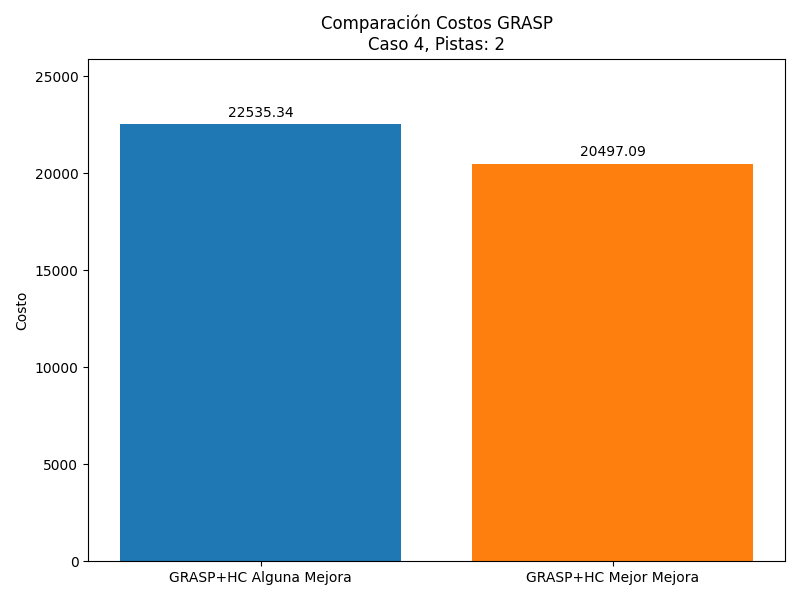 Comparación Costos GRASP
Caso 4, Pistas: 2
25000
22535.34
20497.09
20000
15000
Costo
10000
5000
0
GRASP+HC Alguna Mejora
GRASP+HC Mejor Mejora